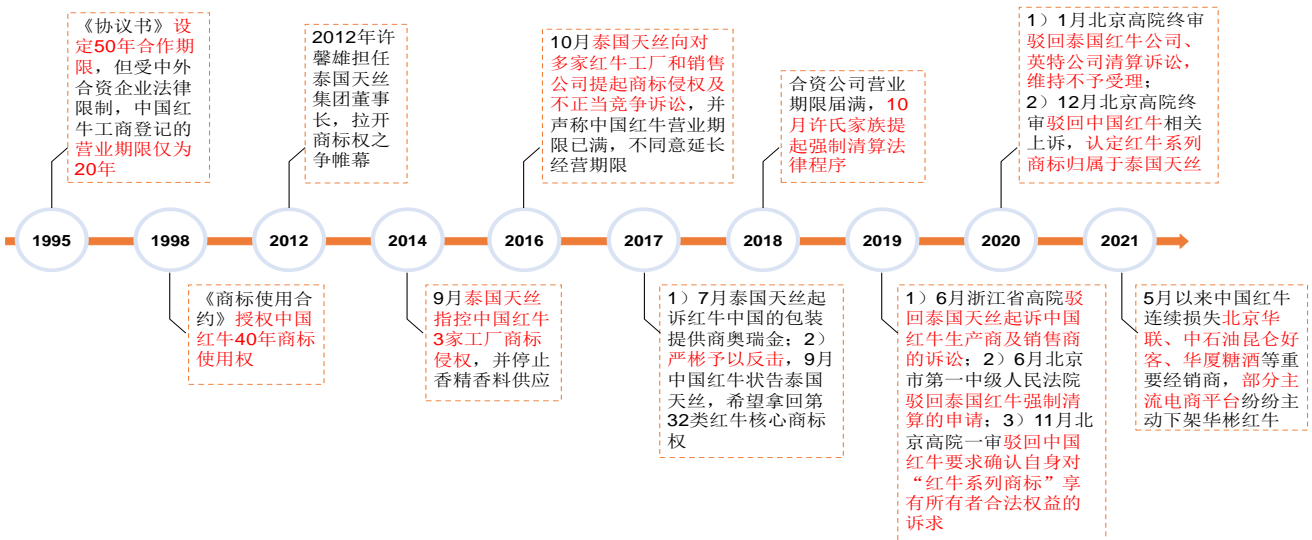 《协议书》设
定50年合作期
限，但受中外
合资企业法律
限制，中国红
牛工商登记的
营业期限仅为
20年
2012年许
馨雄担任
泰国天丝
集团董事
长，拉开
商标权之
争帷幕
10月泰国天丝向对
多家红牛工厂和销售
公司提起商标侵权及
不正当竞争诉讼，并
声称中国红牛营业期
限已满，不同意延长
经营期限
合资公司营业
期限届满，10
月许氏家族提
起强制清算法
律程序
1）1月北京高院终审
驳回泰国红牛公司、
英特公司清算诉讼，
维持不予受理；
2）12月北京高院终
审驳回中国红牛相关
上诉，认定红牛系列
商标归属于泰国天丝
1995
1998
2012
2014
2016
2017
2018
2019
2020
2021
《商标使用合
约》授权中国
红牛40年商标
使用权
9月泰国天丝
指控中国红牛
3家工厂商标
侵权，并停止
香精香料供应
1）7月泰国天丝起
诉红牛中国的包装
提供商奥瑞金；2）
严彬予以反击，9月
中国红牛状告泰国
天丝，希望拿回第
32类红牛核心商标
权
1）6月浙江省高院驳
回泰国天丝起诉中国
红牛生产商及销售商
的诉讼；2）6月北京
市第一中级人民法院
驳回泰国红牛强制清
算的申请；3）11月北
京高院一审驳回中国
红牛要求确认自身对
“红牛系列商标”享
有所有者合法权益的
诉求
5月以来中国红牛
连续损失北京华
联、中石油昆仑好
客、华厦糖酒等重
要经销商，部分主
流电商平台纷纷主
动下架华彬红牛